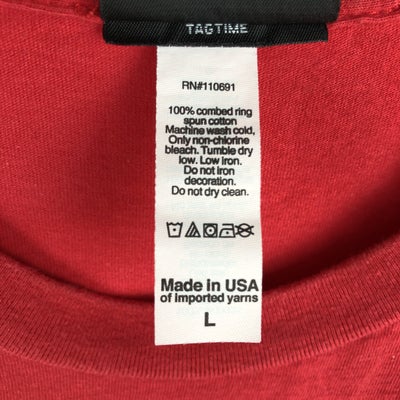 TAGTIME
RN#110691
100% combed ring
spun cotton
Machine wash cold,
Only non-chlorine
bleach. Tumble dry
low. Low iron.
Do not iron
decoration.
Do not dry clean.
Made in USA
of imported yarns
L